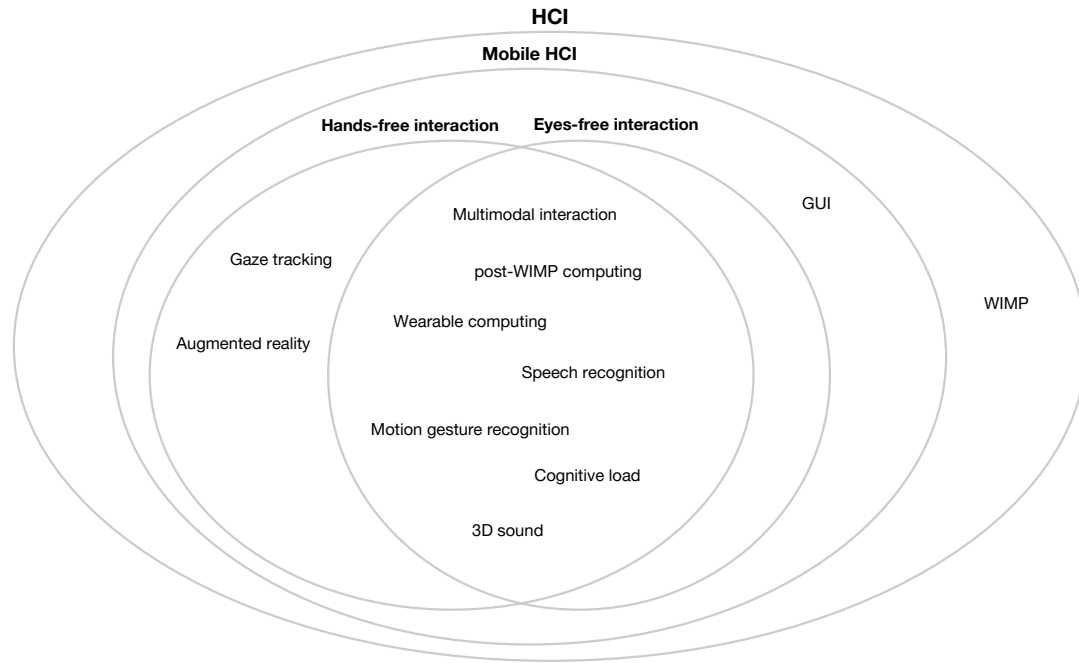 HCI
Mobile HCI
Hands-free interaction
Eyes-free interaction
GUI
Multimodal interaction
Gaze tracking
post-WIMP computing
WIMP
Wearable computing
Augmented reality
Speech recognition
Motion gesture recognition
Cognitive load
3D sound